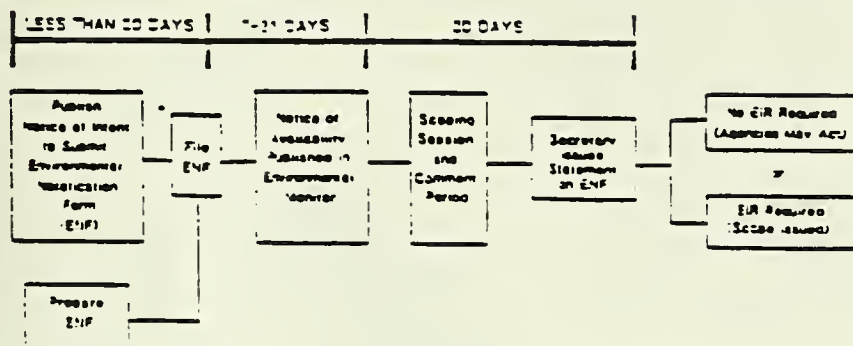 LESS THAN 30 DAYS
DAYS
30 DAYS
Publish
Notice of Intent
to Submit
Environmental
Notification
Form
(ENF)
File
ENF
Notice of
Availability
Published in
Environmental
Monitor
Scoping
Session
and
Comment
Period
Secretary
Issues
Statement
on ENF
No EIR Required
(Agencies May Act)
or
EIR Required
(Scope Issued)
Prepare
ENF